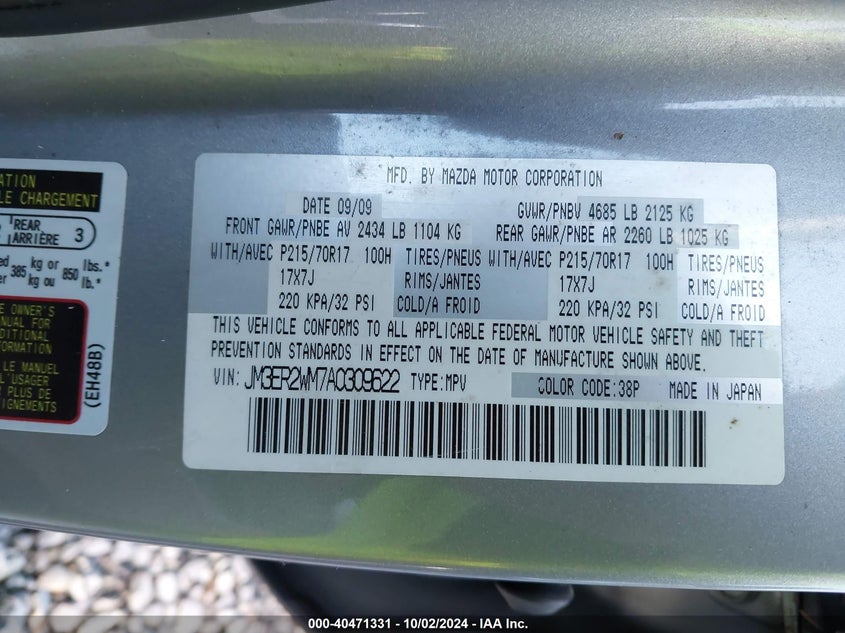 MFD. BY MAZDA MOTOR CORPORATION
DATE 09/09 GVWR/PNBV 4685 LB 2125 KG
FRONT GAWR/PNBE AV 2434 LB 1104 KG REAR GAWR/PNBE AR 2260 LB 1025 KG
WITH/AVEC P215/70R17 100H TIRES/PNEUS WITH/AVEC P215/70R17 100H TIRES/PNEUS
17X7J RIMS/JANTES 17X7J RIMS/JANTES
220 KPA/32 PSI COLD/A FROID 220 KPA/32 PSI COLD/A FROID
THIS VEHICLE CONFORMS TO ALL APPLICABLE FEDERAL MOTOR VEHICLE SAFETY AND THEFT
PREVENTION STANDARDS IN EFFECT ON THE DATE OF MANUFACTURE SHOWN ABOVE.
VIN: JM3ER2WM7A0309622 TYPE:MPV COLOR CODE:38P MADE IN JAPAN
CHARGEMENT
REAR
ARRIÈRE 3
385 kg or 850 lbs.*
kg ou lb.*
OWNER'S
FOR
LE MANUEL
USAGER
PLUS DE
(EH48B)
000-40471331 - 10/02/2024 - IAA Inc.